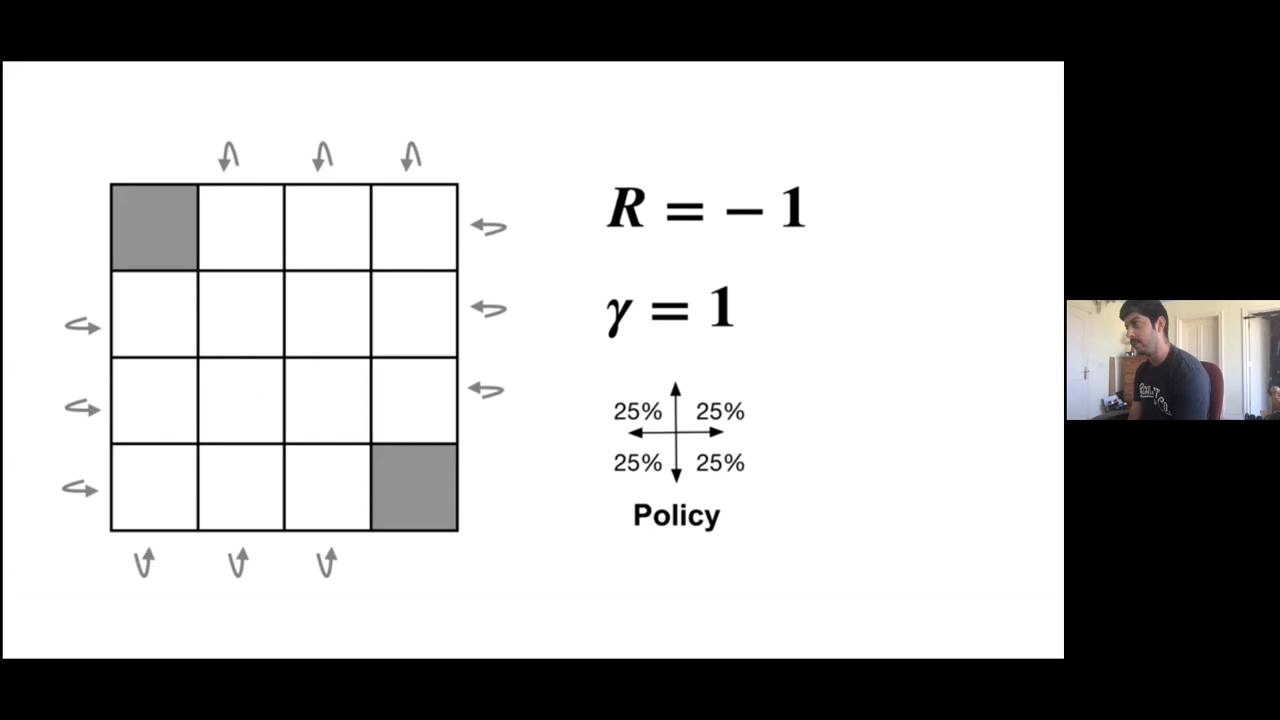 R = − 1
γ = 1
25% 25%
25% 25%
Policy